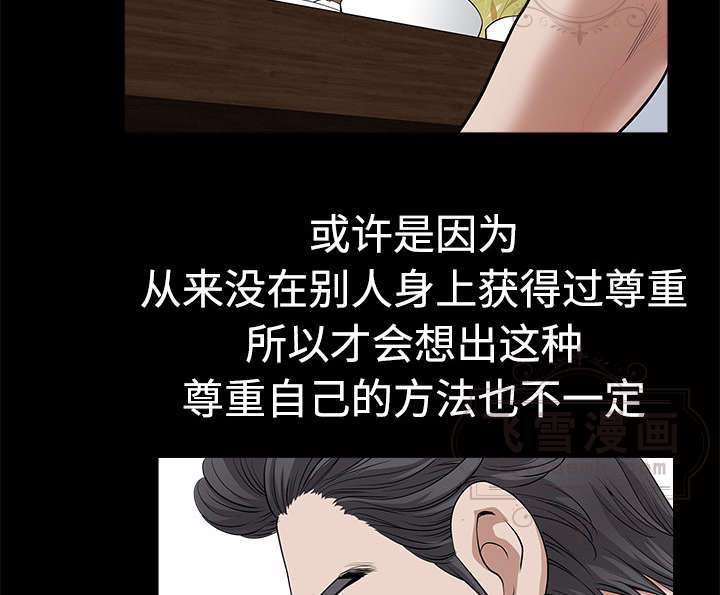 或许是因为
从来没在别人身上获得过尊重
所以才会想出这种
尊重自己的方法也不一定
飞雪漫画